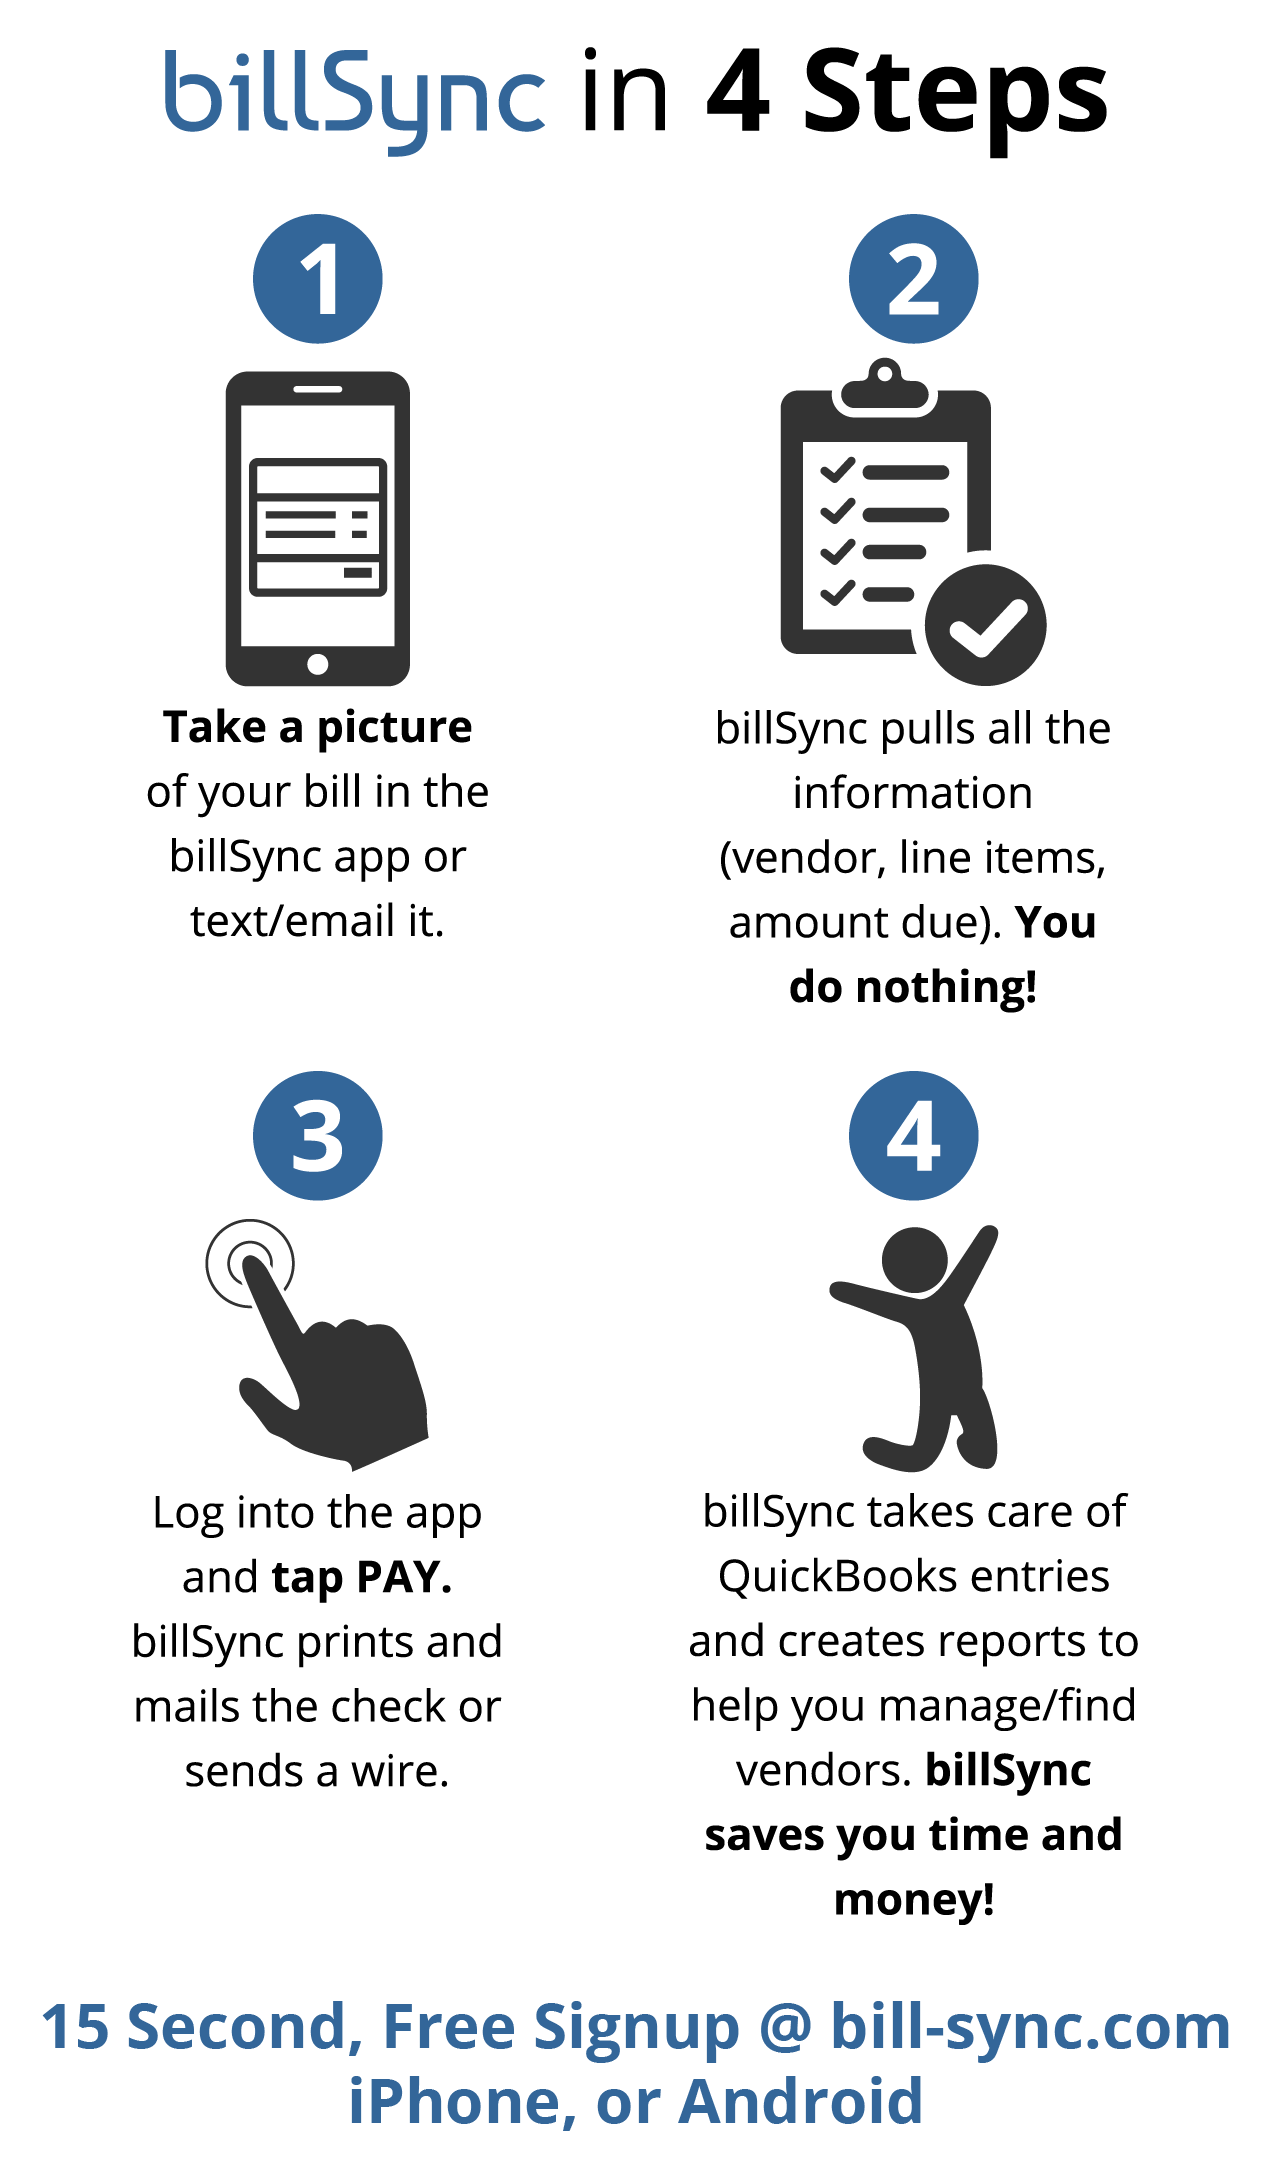 billSync in 4 Steps
1
Take a picture
of your bill in the
billSync app or
text/email it.
2
billSync pulls all the
information
(vendor, line items,
amount due). You
do nothing!
3
Log into the app
and tap PAY.
billSync prints and
mails the check or
sends a wire.
4
billSync takes care of
QuickBooks entries
and creates reports to
help you manage/find
vendors. billSync
saves you time and
money!
15 Second, Free Signup @ bill-sync.com
iPhone, or Android